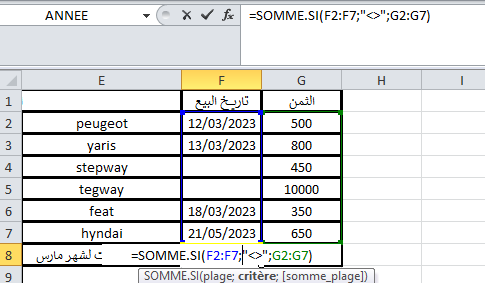 ANNEE fx =SOMME.SI(F2:F7;"<>";G2:G7)
E F G H I
1 تاريخ البيع الثمن
2 peugeot 12/03/2023 500
3 yaris 13/03/2023 800
4 stepway 450
5 tegway 10000
6 feat 18/03/2023 350
7 hyndai 21/05/2023 650
8 ت لشهر مارس =SOMME.SI(F2:F7;"<>";G2:G7)
9 SOMME.SI(plage; critère; [somme_plage])